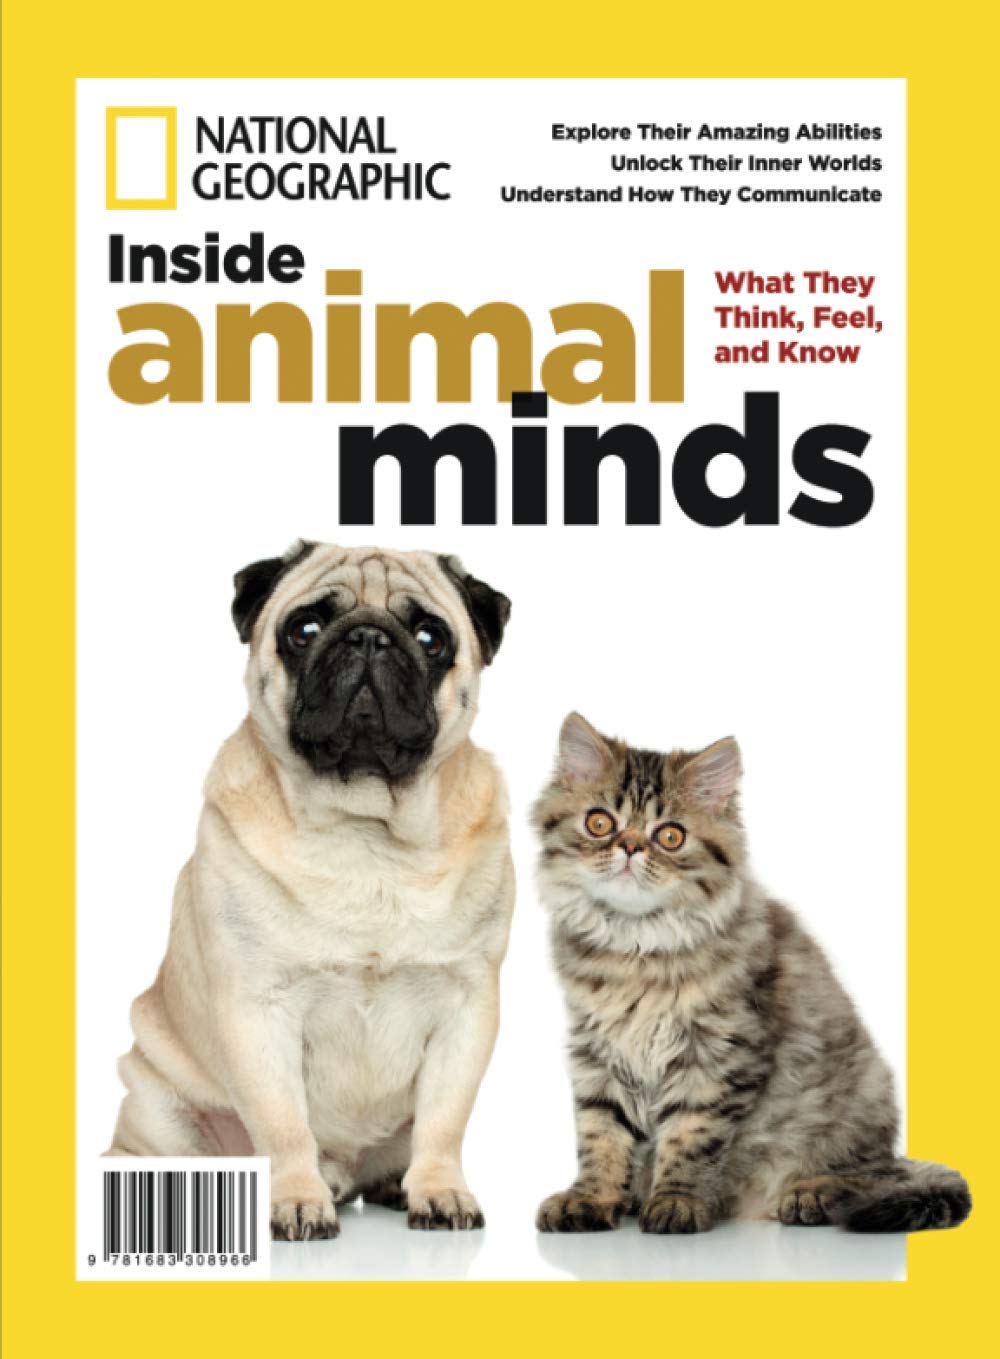 NATIONAL
GEOGRAPHIC
Explore Their Amazing Abilities
Unlock Their Inner Worlds
Understand How They Communicate
Inside
animal
minds
What They
Think, Feel,
and Know
9 781683 308966